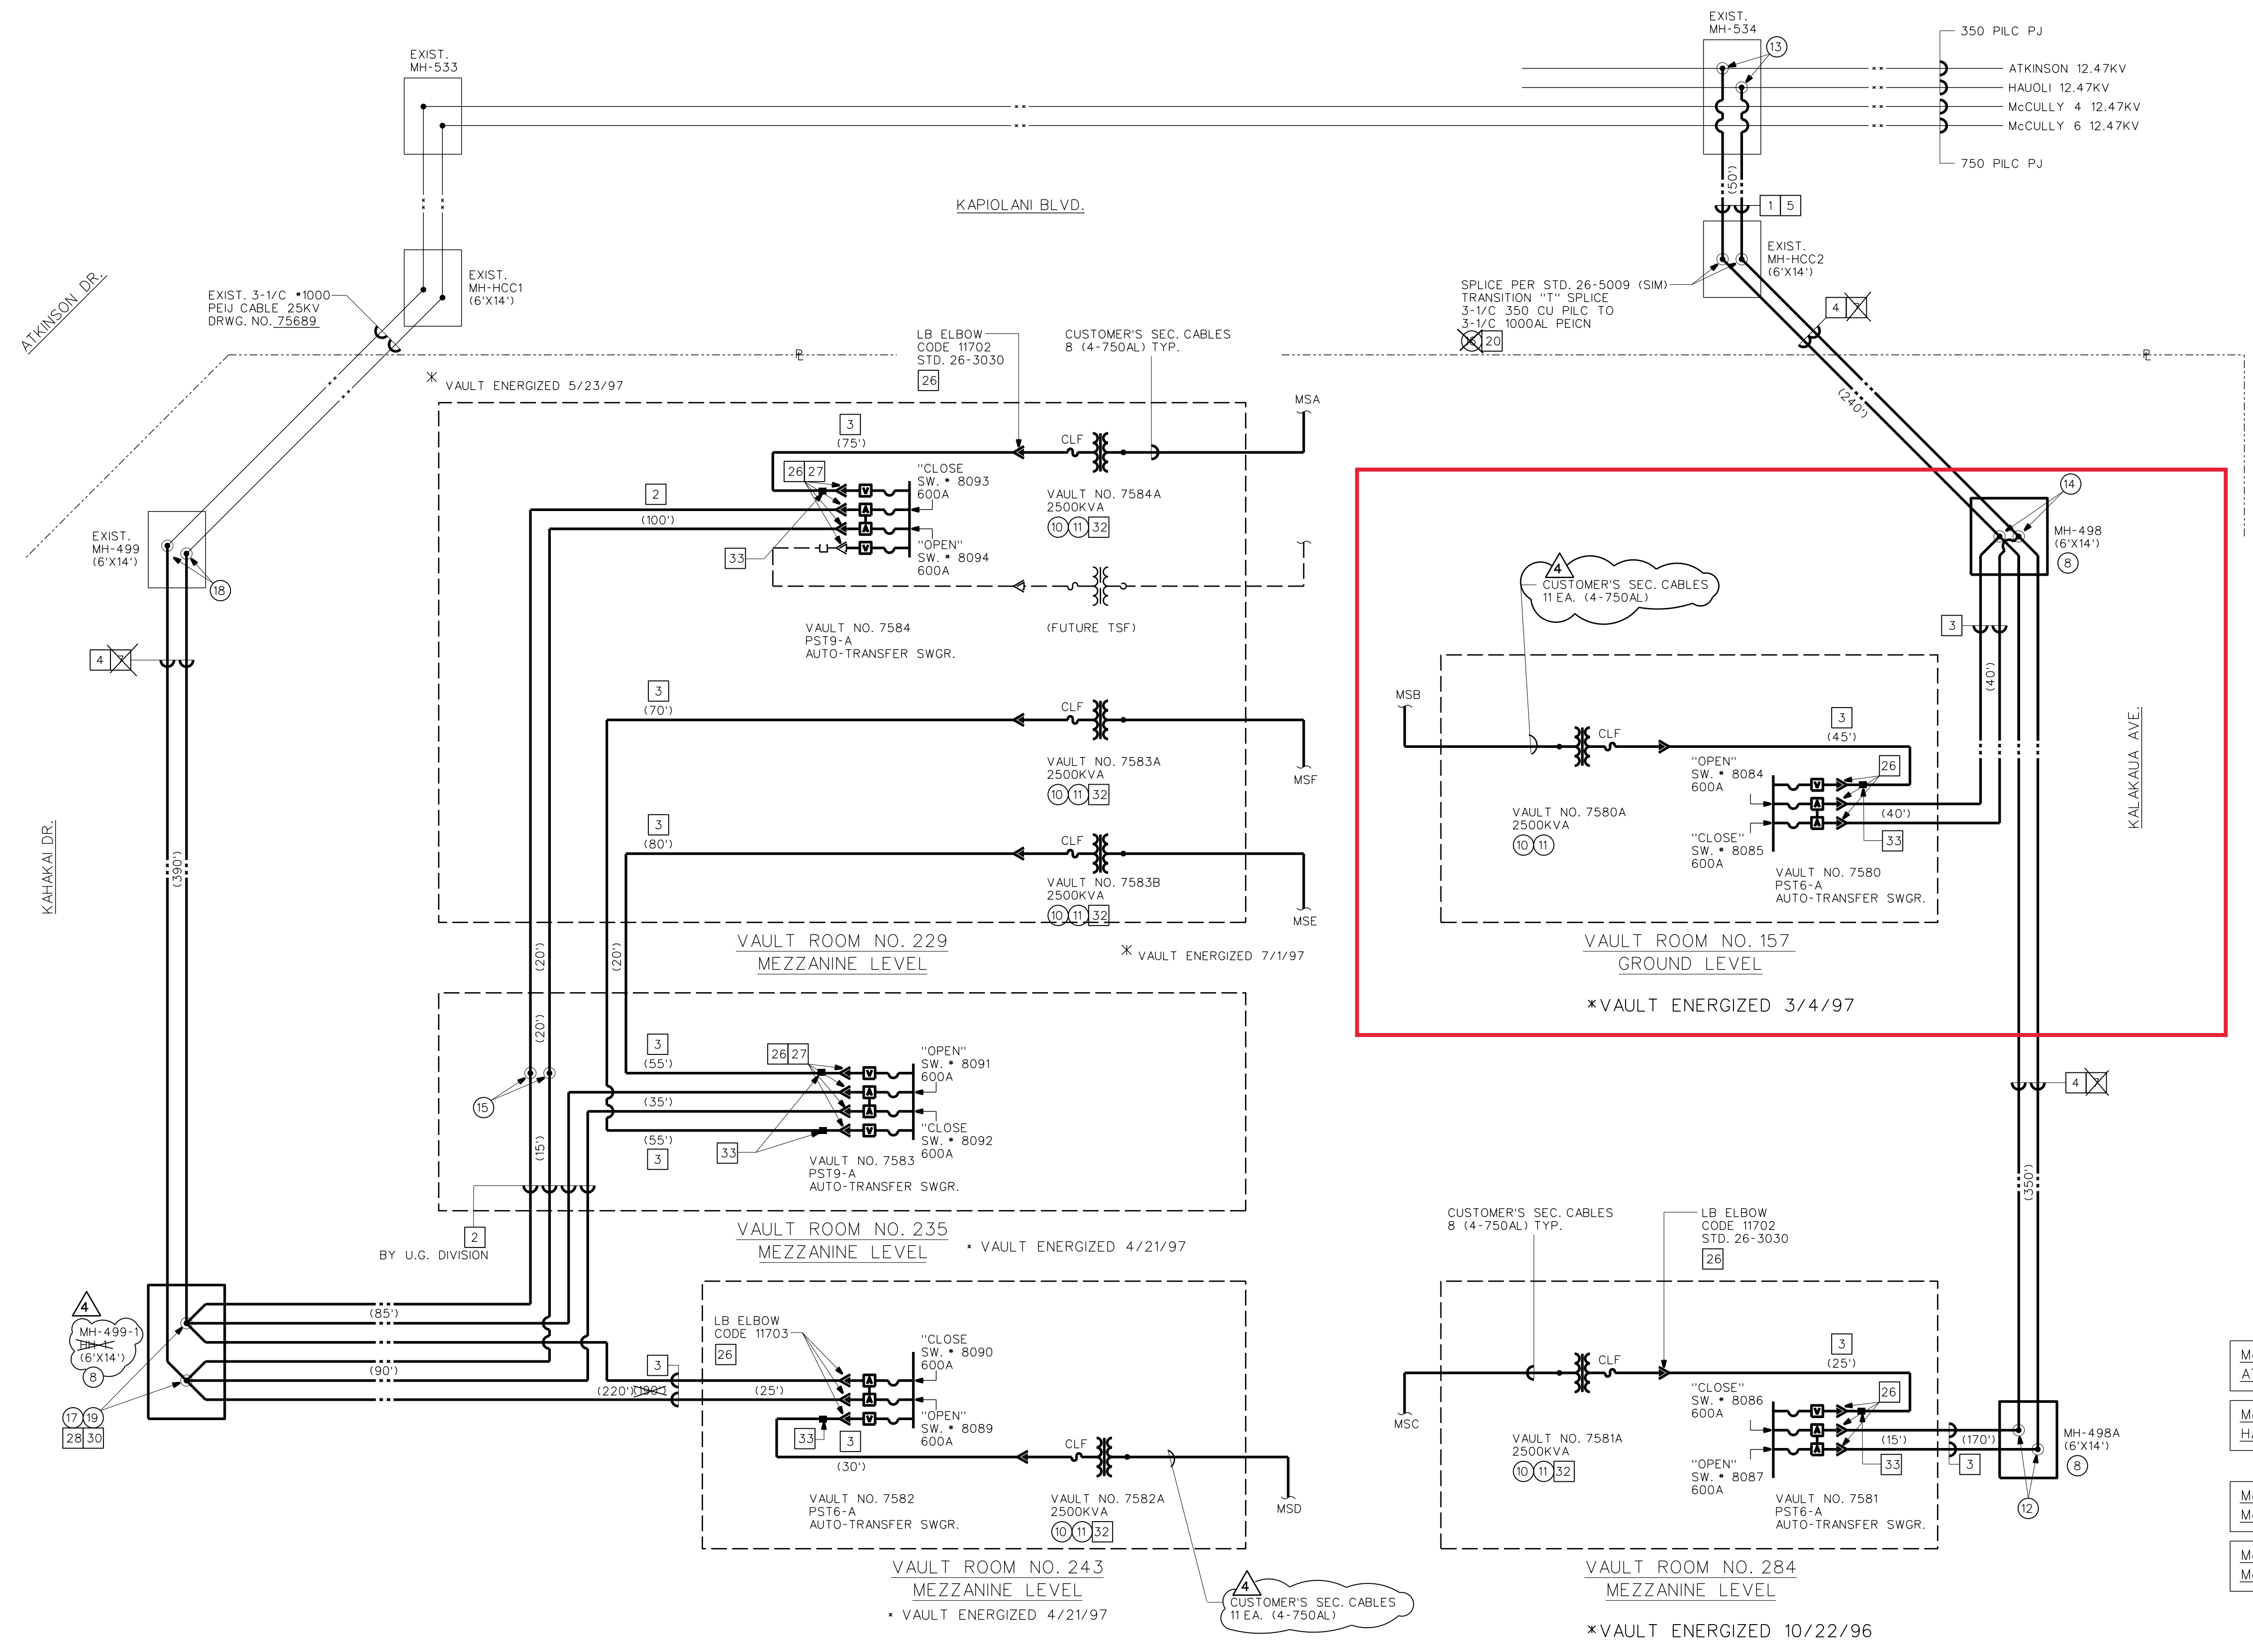 EXIST.
MH-534
13
350 PILC PJ
ATKINSON 12.47KV
HAUOLI 12.47KV
McCULLY 4 12.47KV
McCULLY 6 12.47KV
750 PILC PJ
EXIST.
MH-533
(50')
1 5
KAPIOLANI BLVD.
EXIST.
MH-HCC2
(6'X14')
EXIST.
MH-HCC1
(6'X14')
ATKINSON DR.
EXIST. 3-1/C *1000
PEIJ CABLE 25KV
DRWG. NO. 75689
SPLICE PER STD. 26-5009 (SIM)
TRANSITION "T" SPLICE
3-1/C 350 CU PILC TO
3-1/C 1000AL PEICN
20
4
(240')
LB ELBOW
CODE 11702
STD. 26-3030
26
CUSTOMER'S SEC. CABLES
8 (4-750AL) TYP.
* VAULT ENERGIZED 5/23/97
MSA
3
(75')
CLF
26 27
"CLOSE
SW. * 8093
600A
VAULT NO. 7584A
2500KVA
10 11 32
2
(100')
"OPEN"
SW. * 8094
600A
33
VAULT NO. 7584
PST9-A
AUTO-TRANSFER SWGR.
(FUTURE TSF)
EXIST.
MH-499
(6'X14')
18
4 7
14
MH-498
(6'X14')
8
4
CUSTOMER'S SEC. CABLES
11 EA. (4-750AL)
3
(40')
MSB
CLF
3
(45')
"OPEN"
SW. * 8084
600A
26
(40')
VAULT NO. 7580A
2500KVA
10 11
"CLOSE"
SW. * 8085
600A
33
VAULT NO. 7580
PST6-A
AUTO-TRANSFER SWGR.
KALAKAUA AVE.
VAULT ROOM NO. 157
GROUND LEVEL
*VAULT ENERGIZED 3/4/97
3
(70')
CLF
VAULT NO. 7583A
2500KVA
10 11 32
MSF
3
(80')
CLF
VAULT NO. 7583B
2500KVA
10 11 32
MSE
KAHAKAI DR.
(390')
(20')
(20')
VAULT ROOM NO. 229
MEZZANINE LEVEL
* VAULT ENERGIZED 7/1/97
(20')
15
(15')
3
(55')
26 27
"OPEN"
SW. * 8091
600A
(35')
"CLOSE
SW. * 8092
600A
(55')
3
33
VAULT NO. 7583
PST9-A
AUTO-TRANSFER SWGR.
2
BY U.G. DIVISION
VAULT ROOM NO. 235
MEZZANINE LEVEL
* VAULT ENERGIZED 4/21/97
4 7
(350')
4
MH-499-1
HH-1
(6'X14')
8
17 19
28 30
(85')
(90')
LB ELBOW
CODE 11703
26
3
(220') (190')
(25')
"CLOSE
SW. * 8090
600A
"OPEN"
SW. * 8089
600A
33
3
(30')
CLF
MSD
VAULT NO. 7582
PST6-A
AUTO-TRANSFER SWGR.
VAULT NO. 7582A
2500KVA
10 11 32
VAULT ROOM NO. 243
MEZZANINE LEVEL
* VAULT ENERGIZED 4/21/97
4
CUSTOMER'S SEC. CABLES
11 EA. (4-750AL)
CUSTOMER'S SEC. CABLES
8 (4-750AL) TYP.
LB ELBOW
CODE 11702
STD. 26-3030
26
MSC
CLF
3
(25')
"CLOSE"
SW. * 8086
600A
26
(15')
(170')
VAULT NO. 7581A
2500KVA
10 11 32
"OPEN"
SW. * 8087
600A
33
3
VAULT NO. 7581
PST6-A
AUTO-TRANSFER SWGR.
MH-498A
(6'X14')
8
12
VAULT ROOM NO. 284
MEZZANINE LEVEL
*VAULT ENERGIZED 10/22/96